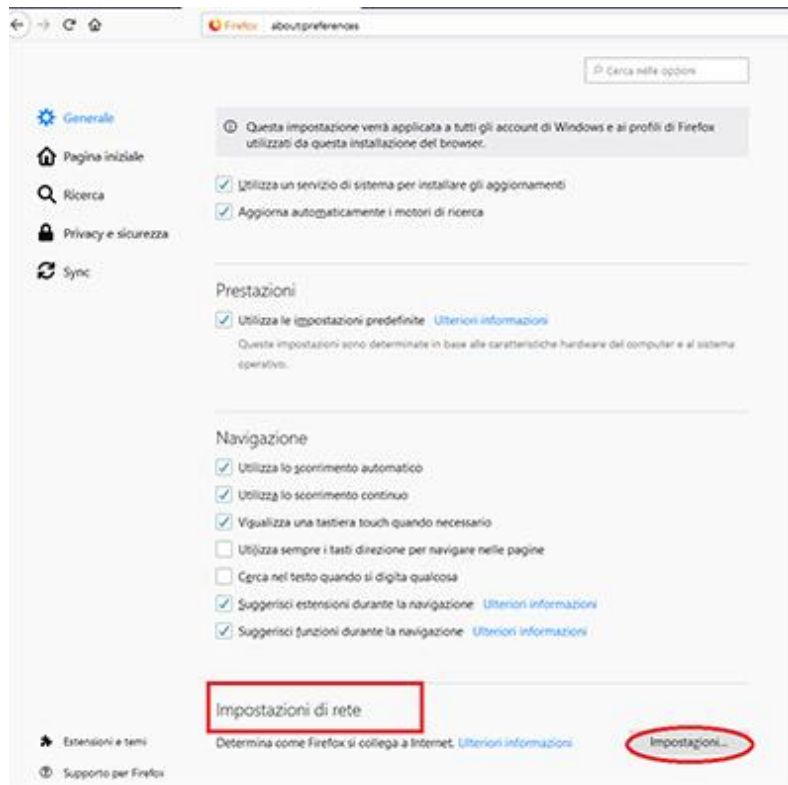 Firefox about:preferences
Cerca nelle opzioni
Generale
Pagina iniziale
Ricerca
Privacy e sicurezza
Sync
Questa impostazione verrà applicata a tutti gli account di Windows e ai profili di Firefox
utilizzati da questa installazione del browser.
Utilizza un servizio di sistema per installare gli aggiornamenti
Aggiorna automaticamente i motori di ricerca
Prestazioni
Utilizza le impostazioni predefinite Ulteriori informazioni
Queste impostazioni sono determinate in base alle caratteristiche hardware del computer e al sistema
operativo.
Navigazione
Utilizza lo scorrimento automatico
Utilizza lo scorrimento continuo
Visualizza una tastiera touch quando necessario
Utilizza sempre i tasti direzione per navigare nelle pagine
Cerca nel testo quando si digita qualcosa
Suggerisci estensioni durante la navigazione Ulteriori informazioni
Suggerisci funzioni durante la navigazione Ulteriori informazioni
Impostazioni di rete
Determina come Firefox si collega a Internet. Ulteriori informazioni
Impostazioni...
Estensioni e temi
Supporto per Firefox